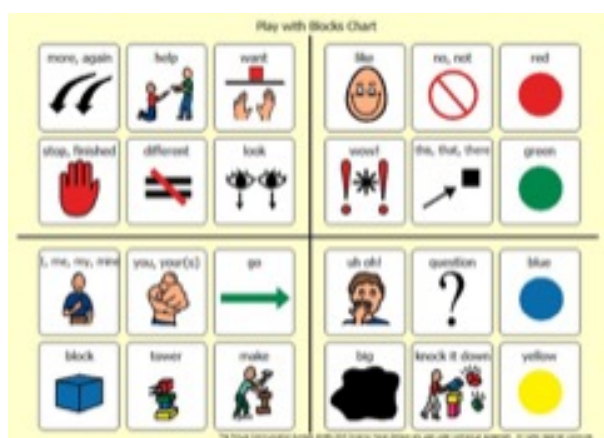 Play with Blocks Chart
more, again help want like no, not red
stop, finished different look wow! this, that, there green
I, me, my, mine you, your(s) go uh oh! question blue
block tower make big knock it down yellow